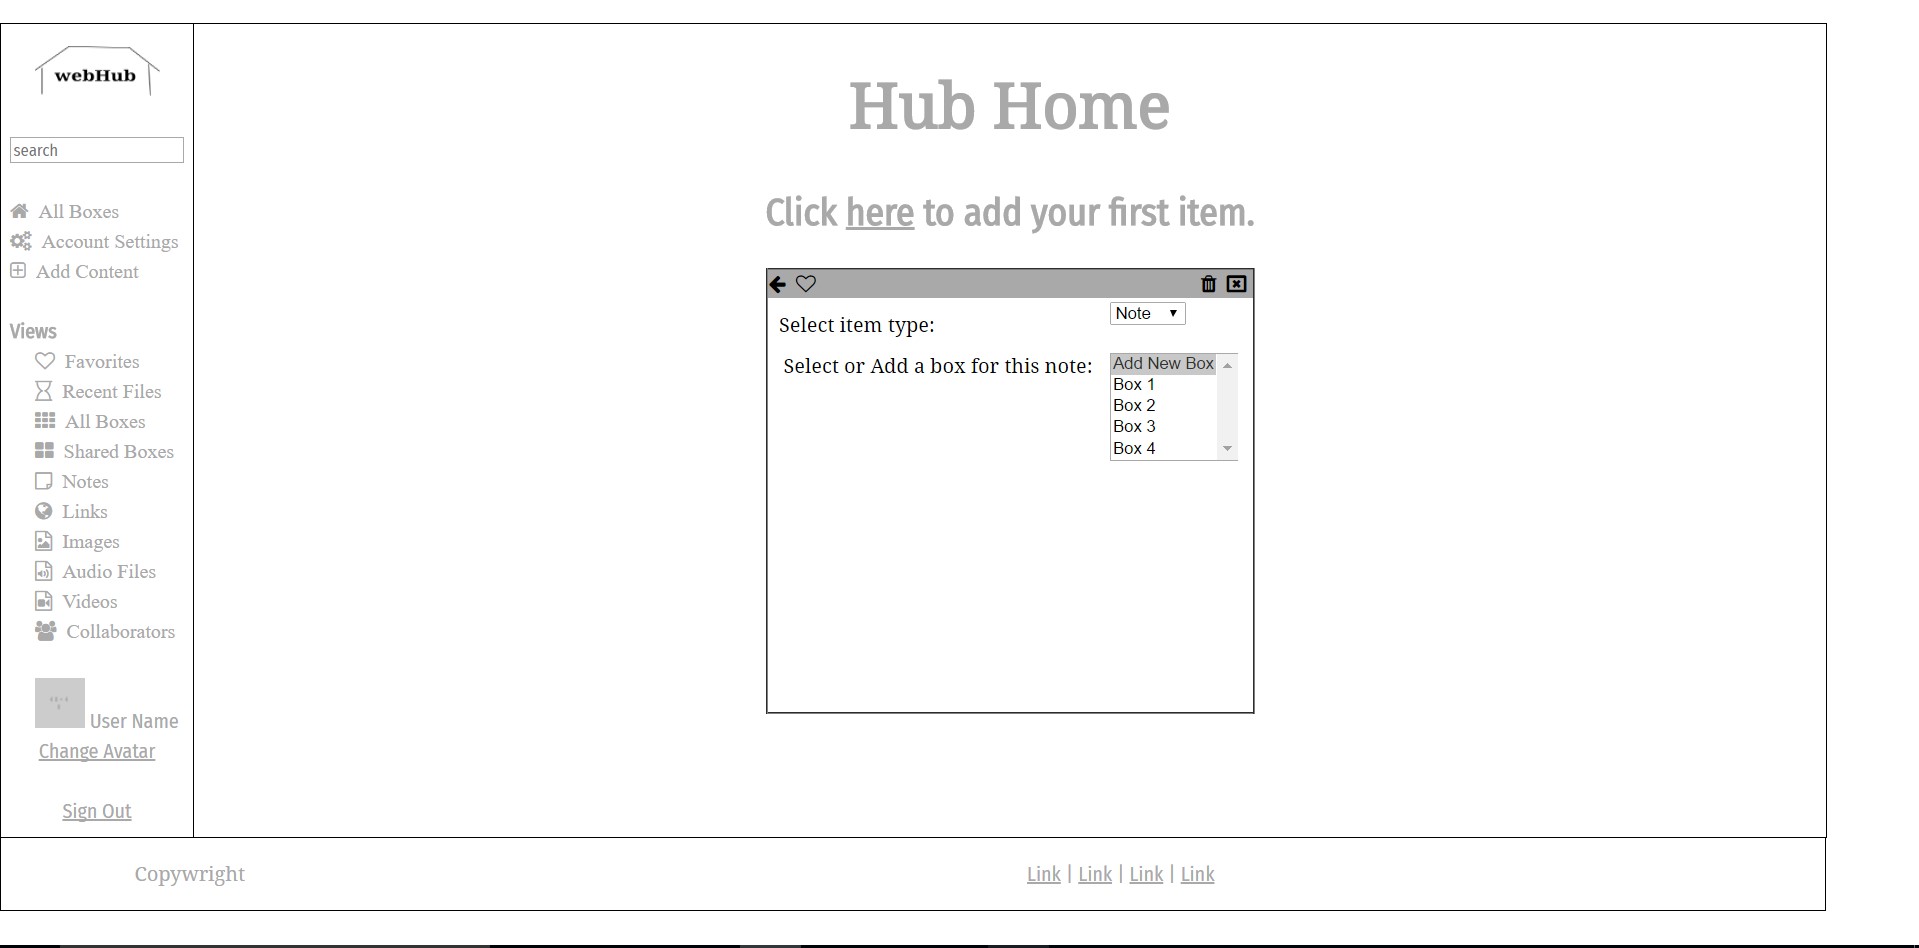 webHub
search
All Boxes
Account Settings
Add Content
Views
Favorites
Recent Files
All Boxes
Shared Boxes
Notes
Links
Images
Audio Files
Videos
Collaborators
User Name
Change Avatar
Sign Out
Hub Home
Click here to add your first item.
Select item type:
Note
Select or Add a box for this note:
Add New Box
Box 1
Box 2
Box 3
Box 4
Copywright
Link | Link | Link | Link